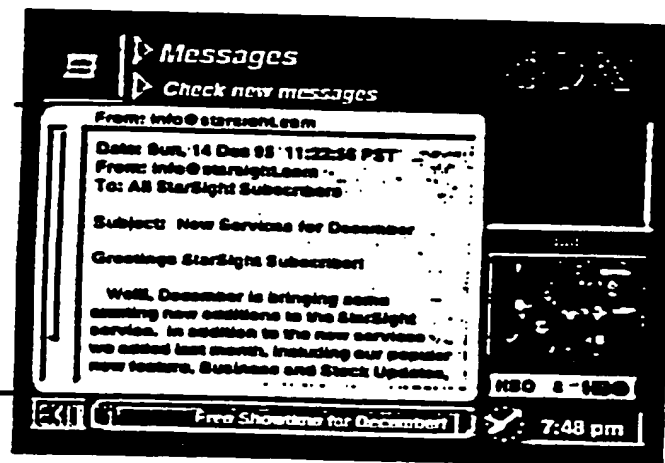 Messages
Check new messages
From: info@starsight.com
Date: Sun, 14 Dec 95 11:22:56 PST
From: info@starsight.com
To: All StarSight Subscribers
Subject: New Services for December
Greetings StarSight Subscriber!
Well, December is bringing some
exciting new additions to the StarSight
service. In addition to the new services
we added last month, including our popular
new feature, Business and Stock Updates,
HBO
Free Showtime for December!
7:48 pm